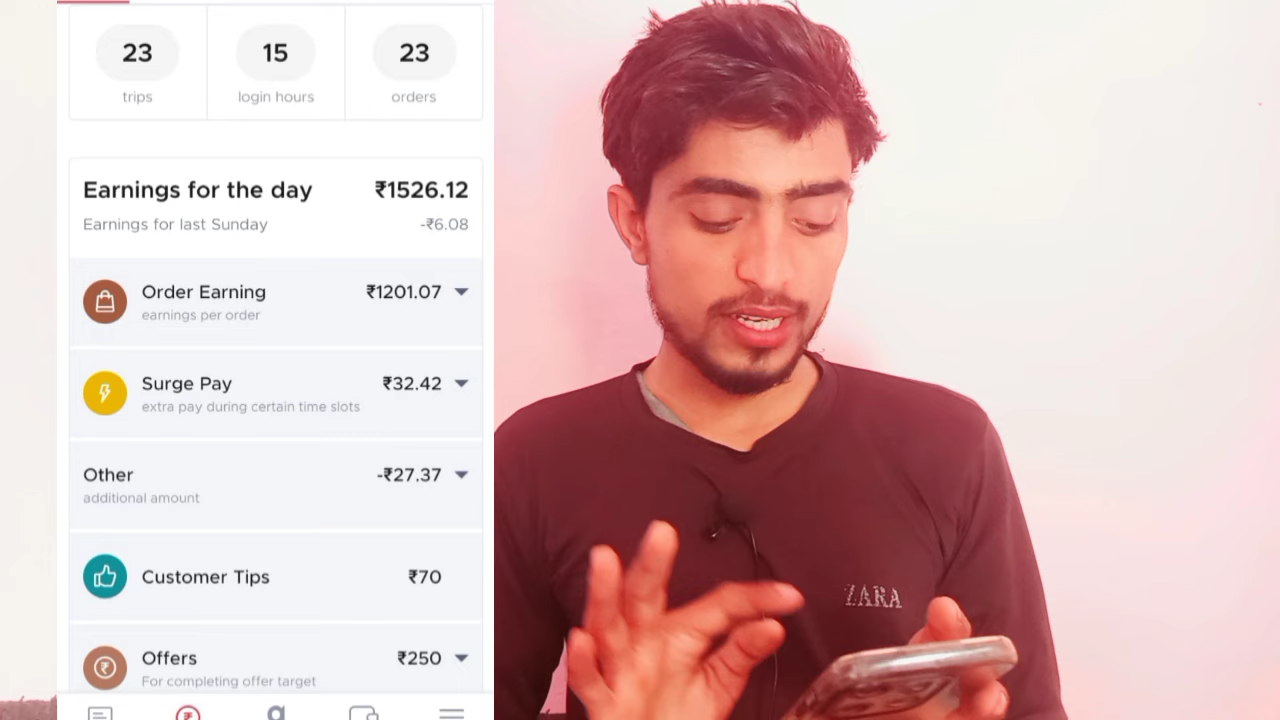 23
15
23
trips
login hours
orders
Earnings for the day ₹1526.12
Earnings for last Sunday -₹6.08
Order Earning ₹1201.07
earnings per order
Surge Pay ₹32.42
extra pay during certain time slots
Other -₹27.37
additional amount
Customer Tips ₹70
Offers ₹250
For completing offer target
ZARA